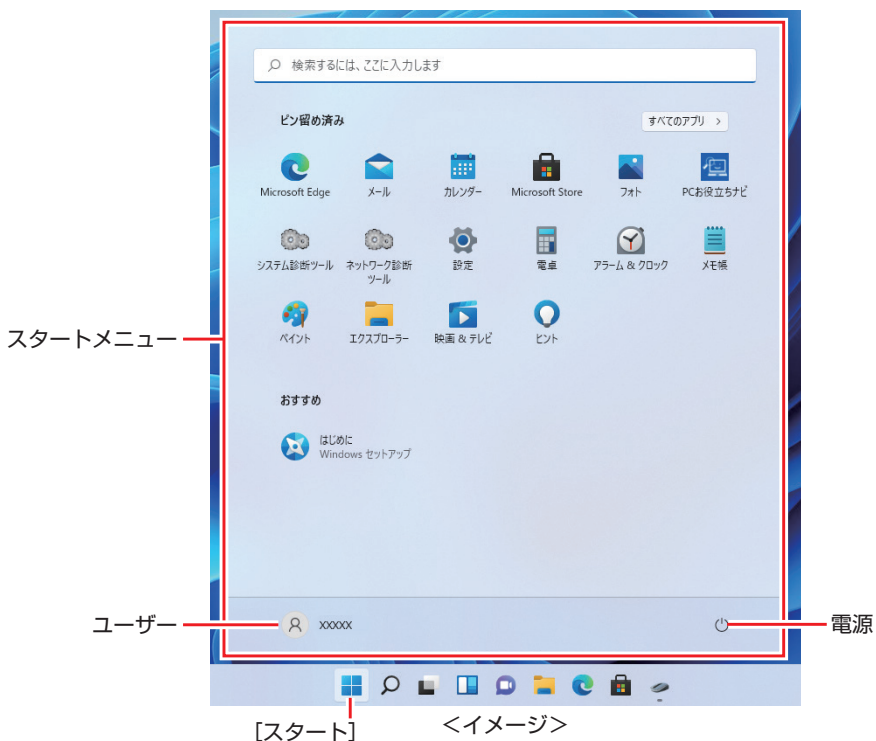 検索するには、ここに入力します
ピン留め済み
すべてのアプリ >
Microsoft Edge
メール
カレンダー
Microsoft Store
フォト
PCお役立ちナビ
システム診断ツール
ネットワーク診断
ツール
設定
電卓
アラーム & クロック
メモ帳
ペイント
エクスプローラー
映画 & テレビ
ヒント
スタートメニュー
おすすめ
はじめに
Windows セットアップ
ユーザー
xxxxx
電源
[スタート]
＜イメージ＞